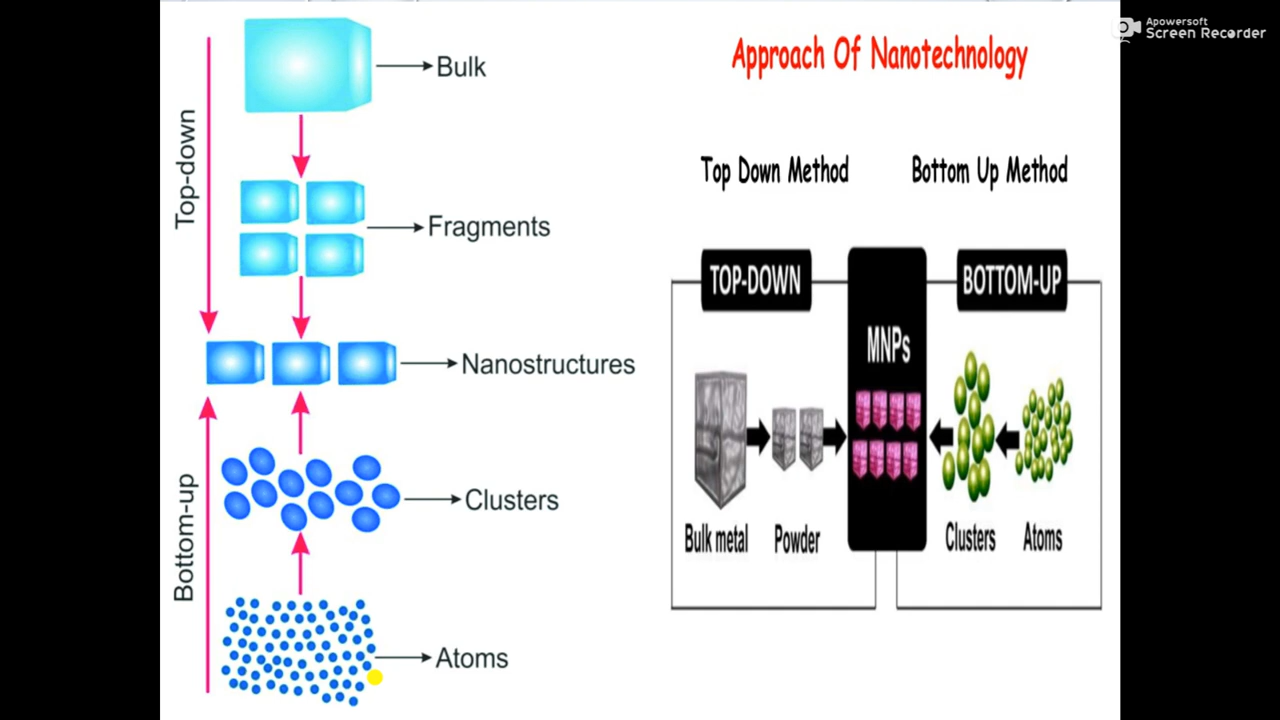 Apowersoft
Screen Recorder
Approach Of Nanotechnology
Top-down
Bulk
Fragments
Nanostructures
Bottom-up
Clusters
Atoms
Top Down Method
Bottom Up Method
TOP-DOWN
MNPs
BOTTOM-UP
Bulk metal
Powder
Clusters
Atoms